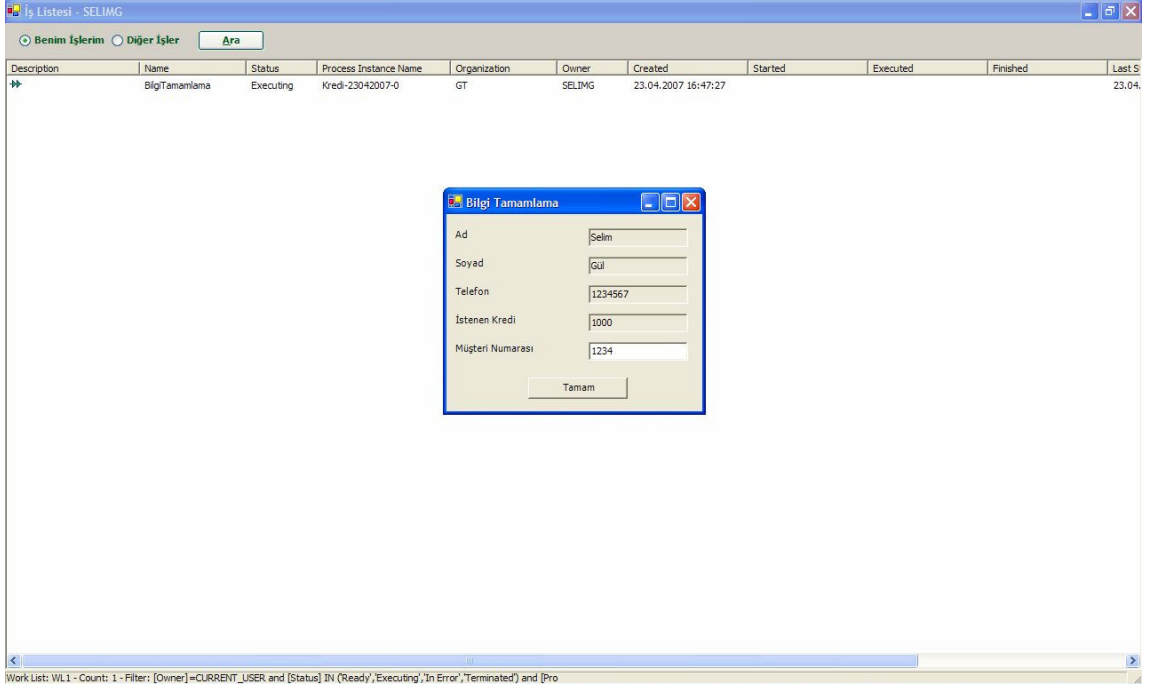 İş Listesi - SELIMG
Benim İşlerim Diğer İşler Ara
Description Name Status Process Instance Name Organization Owner Created Started Executed Finished Last S
BilgiTamamlama Executing Kredi-23042007-0 GT SELIMG 23.04.2007 16:47:27 23.04.
Bilgi Tamamlama
Ad Selim
Soyad Gül
Telefon 1234567
İstenen Kredi 1000
Müşteri Numarası 1234
Tamam
Work List: WL1 - Count: 1 - Filter: [Owner]=CURRENT_USER and [Status] IN ('Ready','Executing','In Error','Terminated') and [Pro